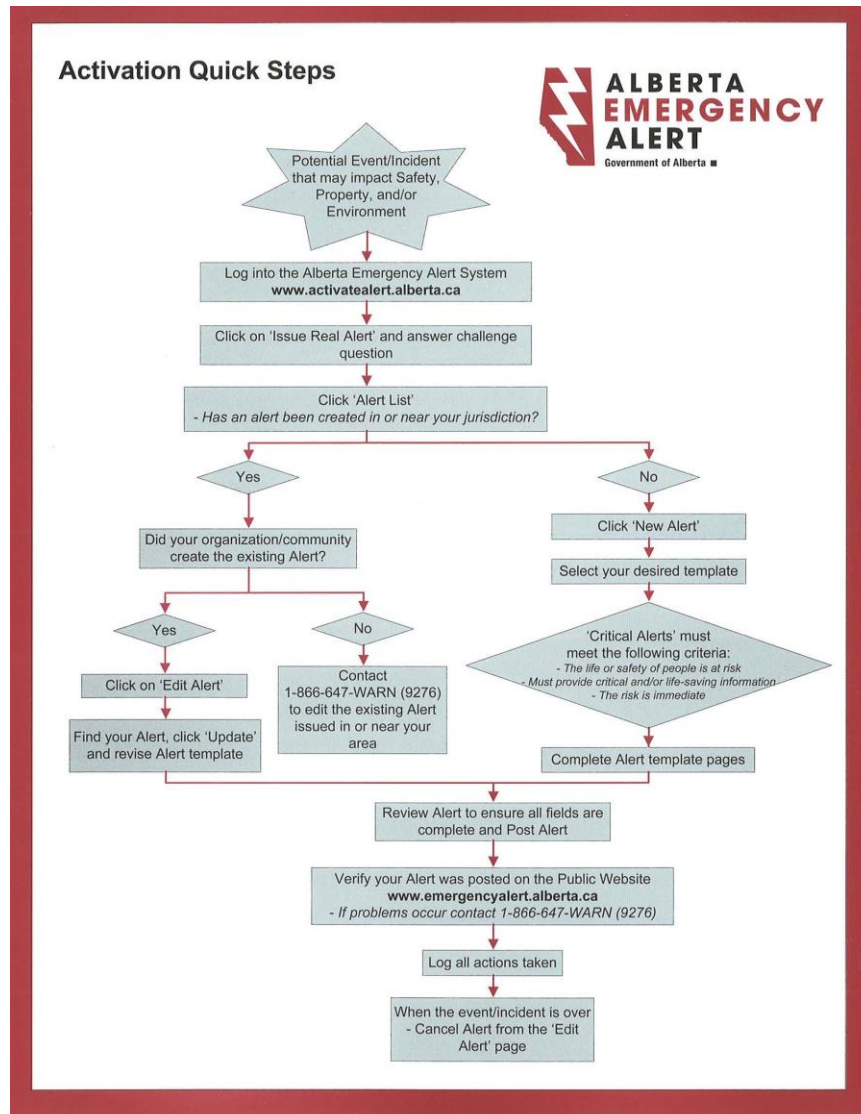 Activation Quick Steps
ALBERTA
EMERGENCY
ALERT
Government of Alberta
Potential Event/Incident
that may impact Safety,
Property, and/or
Environment
Log into the Alberta Emergency Alert System
www.activatealert.alberta.ca
Click on ‘Issue Real Alert’ and answer challenge
question
Click ‘Alert List’
- Has an alert been created in or near your jurisdiction?
Yes
No
Did your organization/community
create the existing Alert?
Yes
No
Click on ‘Edit Alert’
Find your Alert, click ‘Update’
and revise Alert template
Contact
1-866-647-WARN (9276)
to edit the existing Alert
issued in or near your
area
Click ‘New Alert’
Select your desired template
‘Critical Alerts’ must
meet the following criteria:
- The life or safety of people is at risk
- Must provide critical and/or life-saving information
- The risk is immediate
Complete Alert template pages
Review Alert to ensure all fields are
complete and Post Alert
Verify your Alert was posted on the Public Website
www.emergencyalert.alberta.ca
- If problems occur contact 1-866-647-WARN (9276)
Log all actions taken
When the event/incident is over
- Cancel Alert from the ‘Edit
Alert’ page